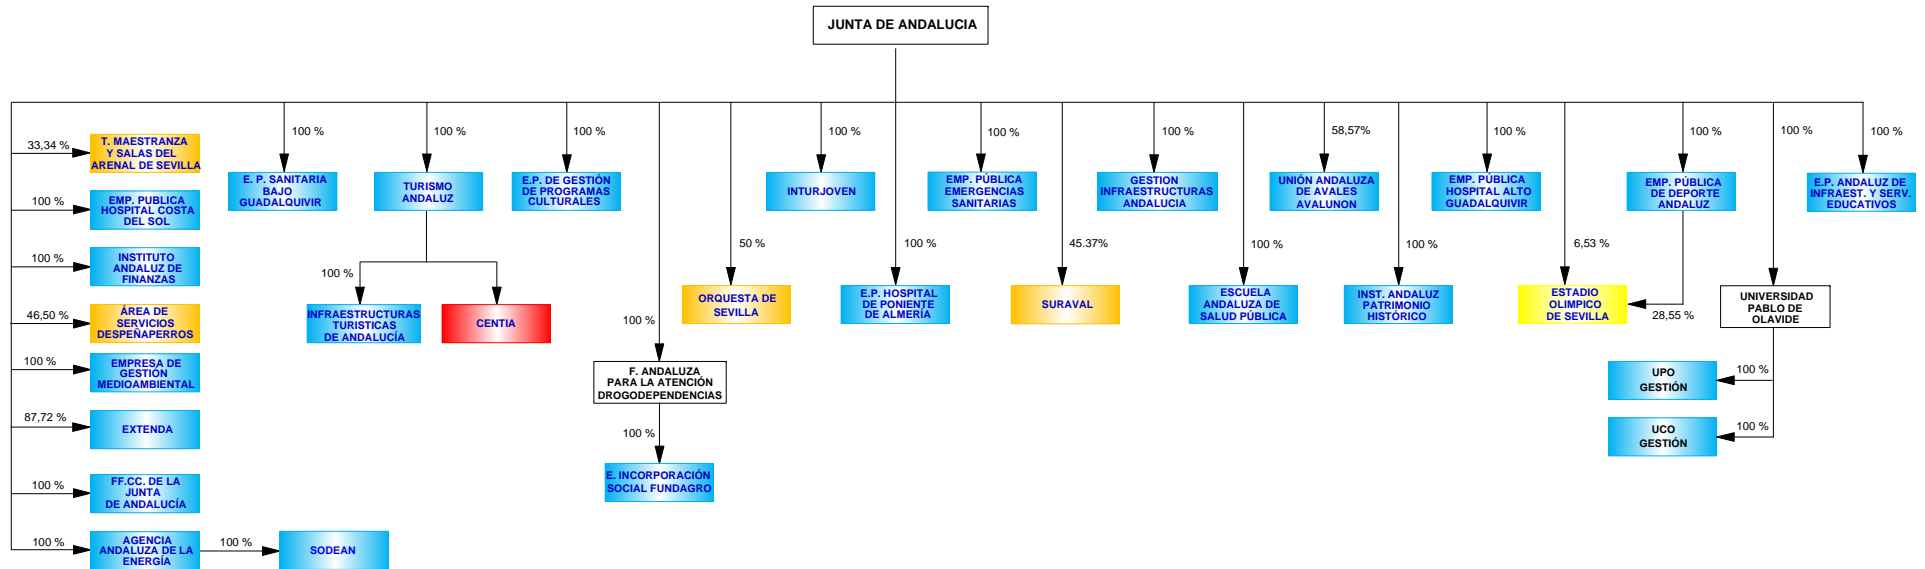 JUNTA DE ANDALUCIA
33,34 %
T. MAESTRANZA
Y SALAS DEL
ARENAL DE SEVILLA
100 %
EMP. PUBLICA
HOSPITAL COSTA
DEL SOL
100 %
INSTITUTO
ANDALUZ DE
FINANZAS
46,50 %
ÁREA DE
SERVICIOS
DESPEÑAPERROS
100 %
EMPRESA DE
GESTIÓN
MEDIOAMBIENTAL
87,72 %
EXTENDA
100 %
FF.CC. DE LA
JUNTA
DE ANDALUCÍA
100 %
AGENCIA
ANDALUZA DE LA
ENERGÍA
100 %
SODEAN
100 %
E. P. SANITARIA
BAJO
GUADALQUIVIR
100 %
TURISMO
ANDALUZ
100 %
INFRAESTRUCTURAS
TURISTICAS
DE ANDALUCÍA
CENTIA
100 %
E.P. DE GESTIÓN
DE PROGRAMAS
CULTURALES
100 %
F. ANDALUZA
PARA LA ATENCIÓN
DROGODEPENDENCIAS
100 %
E. INCORPORACIÓN
SOCIAL FUNDAGRO
50 %
ORQUESTA DE
SEVILLA
100 %
INTURJOVEN
100 %
E.P. HOSPITAL
DE PONIENTE
DE ALMERÍA
100 %
EMP. PÚBLICA
EMERGENCIAS
SANITARIAS
45.37%
SURAVAL
100 %
GESTION
INFRAESTRUCTURAS
ANDALUCIA
100 %
ESCUELA
ANDALUZA DE
SALUD PÚBLICA
58,57%
UNIÓN ANDALUZA
DE AVALES
AVALUNON
100 %
INST. ANDALUZ
PATRIMONIO
HISTÓRICO
100 %
EMP. PÚBLICA
HOSPITAL ALTO
GUADALQUIVIR
6,53 %
ESTADIO
OLIMPICO
DE SEVILLA
100 %
EMP. PÚBLICA
DE DEPORTE
ANDALUZ
28,55 %
100 %
UNIVERSIDAD
PABLO DE
OLAVIDE
100 %
UPO
GESTIÓN
100 %
UCO
GESTIÓN
100 %
E.P. ANDALUZ DE
INFRAEST. Y SERV.
EDUCATIVOS